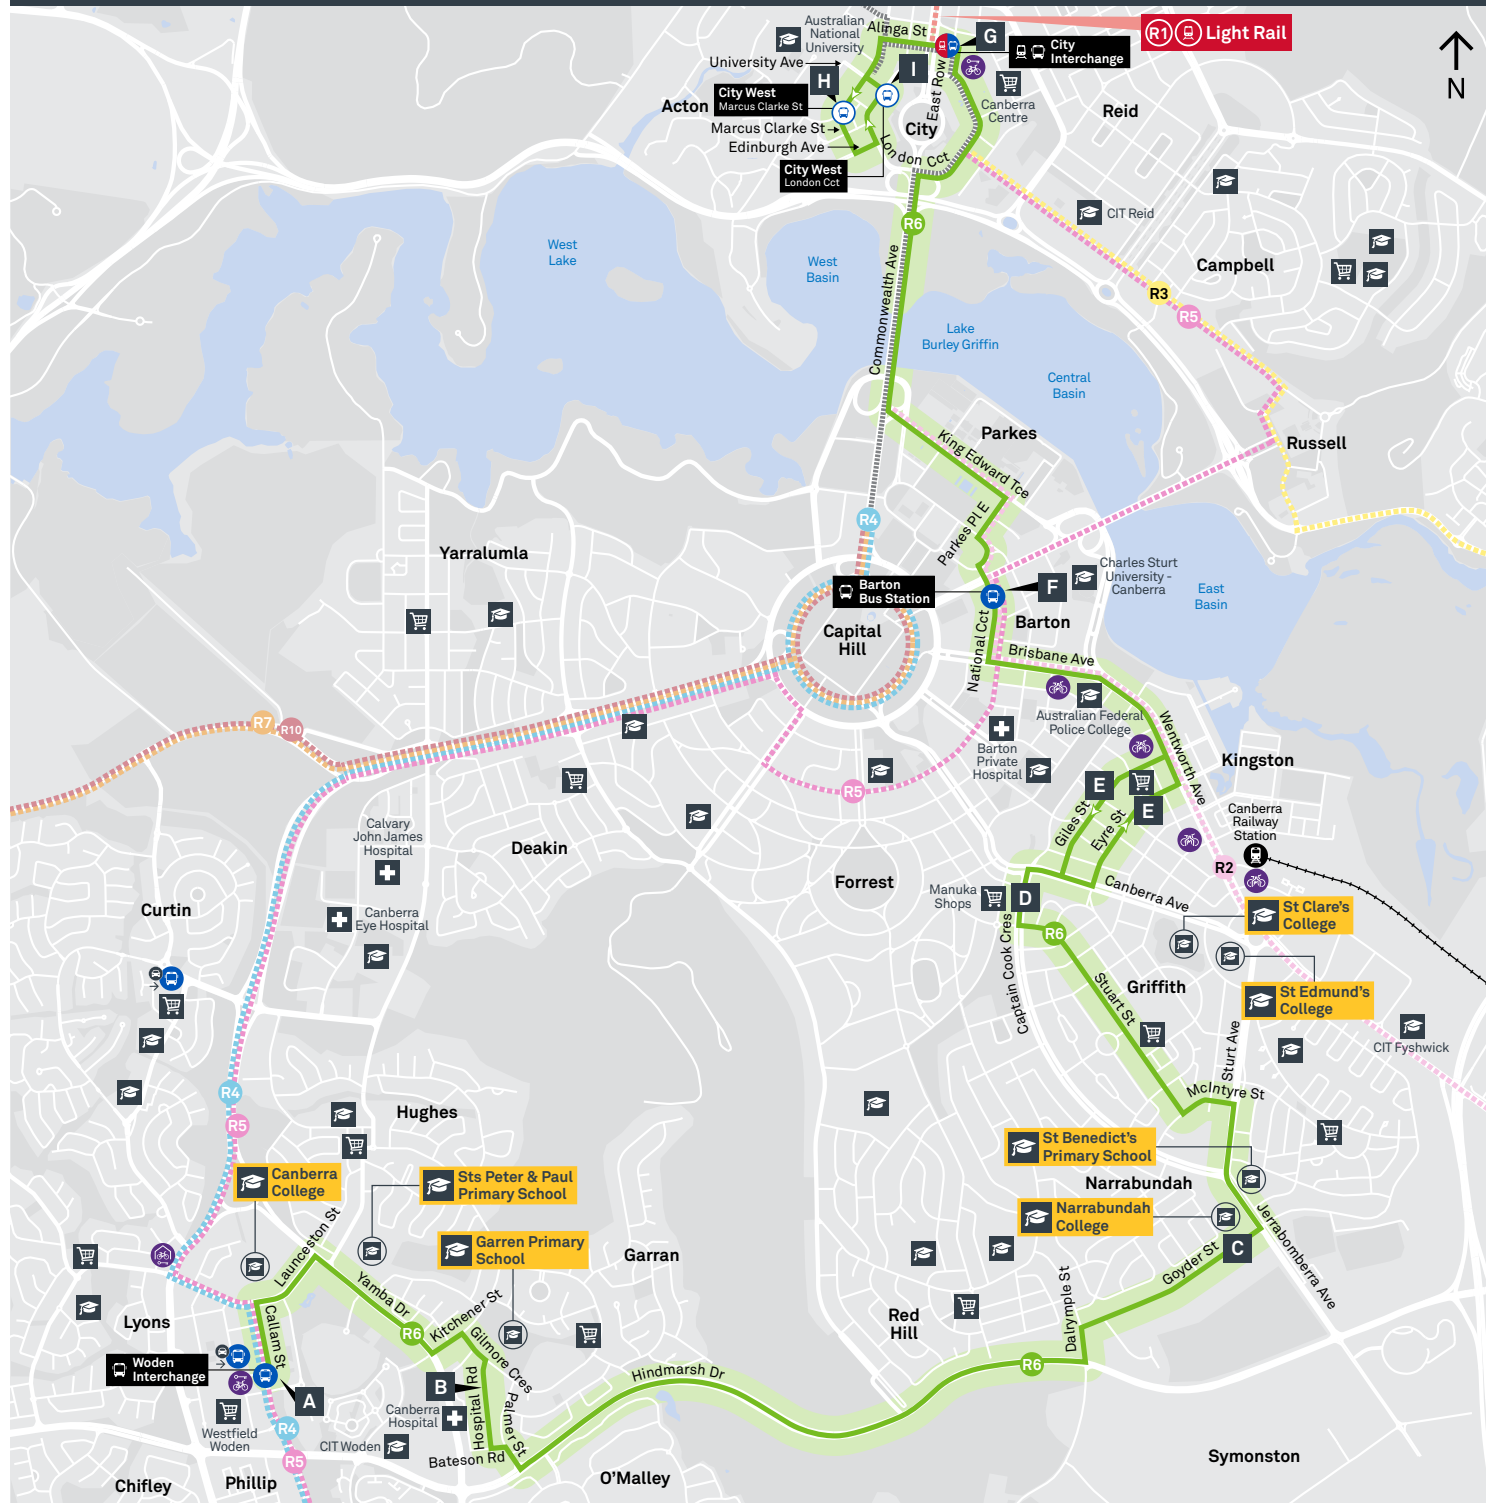 Australian
National
University
Alinga St
G
City
Interchange
R1
Light Rail
N
University Ave
H
I
East Row
City West
Marcus Clarke St
Acton
Canberra
Centre
Reid
City
Marcus Clarke St
Edinburgh Ave
London Cct
City West
London Cct
CIT Reid
R6
West
Lake
West
Basin
Campbell
Commonwealth Ave
R3
R5
Lake
Burley Griffin
Central
Basin
Parkes
King Edward Tce
Russell
R4
Parkes Pl E
Yarralumla
Charles Sturt
University -
Canberra
Barton
Bus Station
F
East
Basin
Capital
Hill
Barton
National Cct
Brisbane Ave
R7
R10
Australian Federal
Police College
Wentworth Ave
Barton
Private
Hospital
Kingston
R5
E
E
Giles St
Eyre St
Canberra
Railway
Station
Calvary
John James
Hospital
Deakin
R2
Forrest
Manuka
Shops
D
Canberra Ave
St Clare's
College
Curtin
Canberra
Eye Hospital
R6
Captain Cook Cres
Stuart St
Griffith
St Edmund's
College
Sturt Ave
CIT Fyshwick
R4
R5
McIntyre St
Hughes
St Benedict's
Primary School
Canberra
College
Sts Peter & Paul
Primary School
Narrabundah
Narrabundah
College
Jerrabomberra Ave
Launceston St
Garren Primary
School
Garran
Goyder St
C
Yamba Dr
Dalrymple St
Kitchener St
Red
Hill
Lyons
Callam St
R6
Gilmore Cres
Woden
Interchange
R6
Hindmarsh Dr
A
B
Hospital Rd
Palmer St
Canberra
Hospital
Westfield
Woden
R4
CIT Woden
R5
Bateson Rd
Symonston
Chifley
Phillip
O'Malley